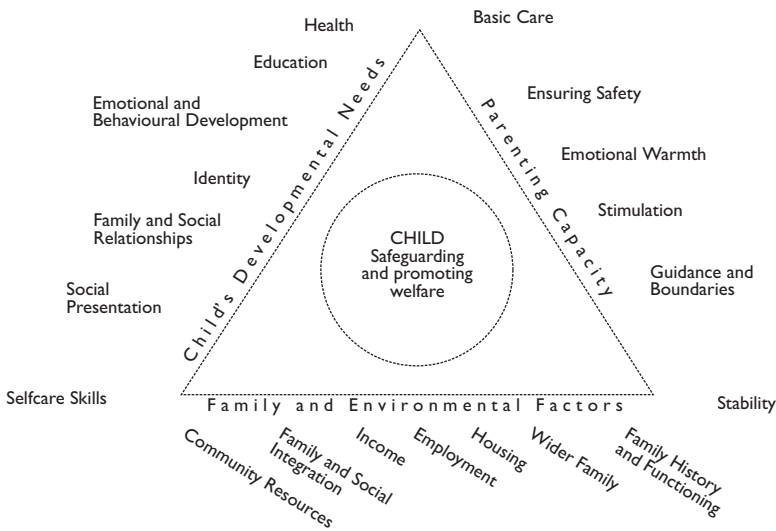 Health
Education
Emotional and
Behavioural Development
Identity
Family and Social
Relationships
Social
Presentation
Selfcare Skills
Child's Developmental Needs
Basic Care
Ensuring Safety
Emotional Warmth
Stimulation
Guidance and
Boundaries
Stability
Parenting Capacity
CHILD
Safeguarding
and promoting
welfare
Family and Environmental Factors
Community Resources
Family and Social
Integration
Income
Employment
Housing
Wider Family
Family History
and Functioning